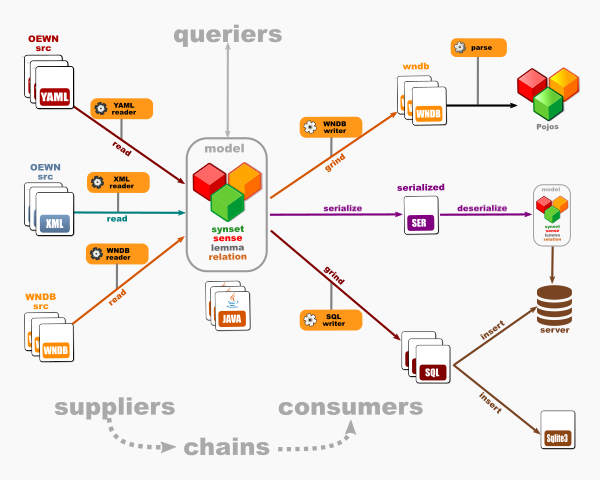 queriers
OEWN
src
YAML
YAML
reader
read
OEWN
src
XML
XML
reader
read
WNDB
src
WNDB
WNDB
reader
read
model
synset
sense
lemma
relation
JAVA
WNDB
writer
grind
wndb
WNDB
parse
Pojos
serialize
serialized
SER
deserialize
model
synset
sense
lemma
relation
server
grind
SQL
writer
SQL
insert
insert
Sqlite3
suppliers
chains
consumers